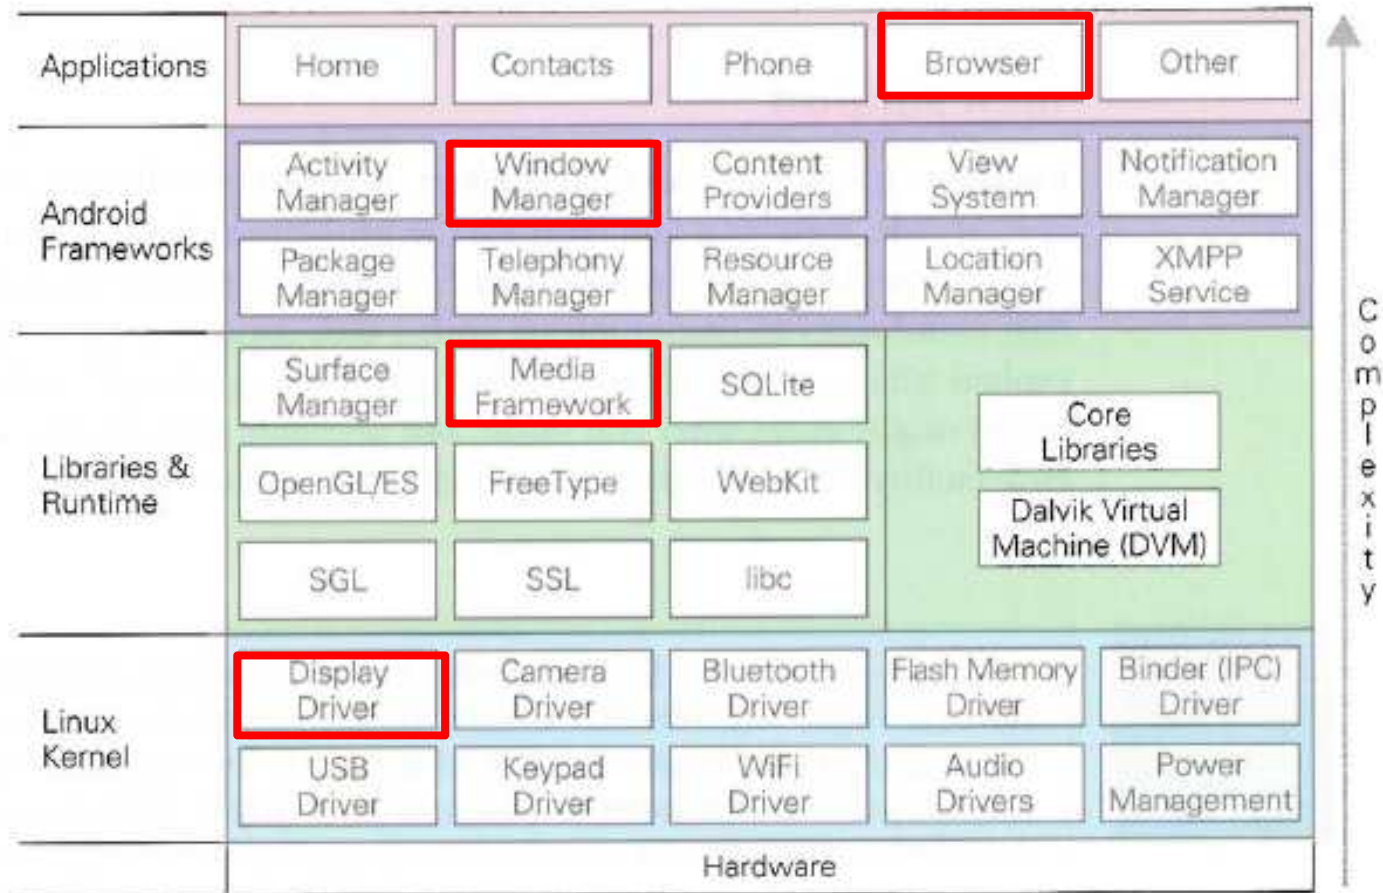 Applications
Home
Contacts
Phone
Browser
Other
Android
Frameworks
Activity
Manager
Window
Manager
Content
Providers
View
System
Notification
Manager
Package
Manager
Telephony
Manager
Resource
Manager
Location
Manager
XMPP
Service
Libraries &
Runtime
Surface
Manager
Media
Framework
SQLite
OpenGL/ES
FreeType
WebKit
SGL
SSL
libc
Core
Libraries
Dalvik Virtual
Machine (DVM)
Linux
Kernel
Display
Driver
Camera
Driver
Bluetooth
Driver
Flash Memory
Driver
Binder (IPC)
Driver
USB
Driver
Keypad
Driver
WiFi
Driver
Audio
Drivers
Power
Management
Hardware
Complexity